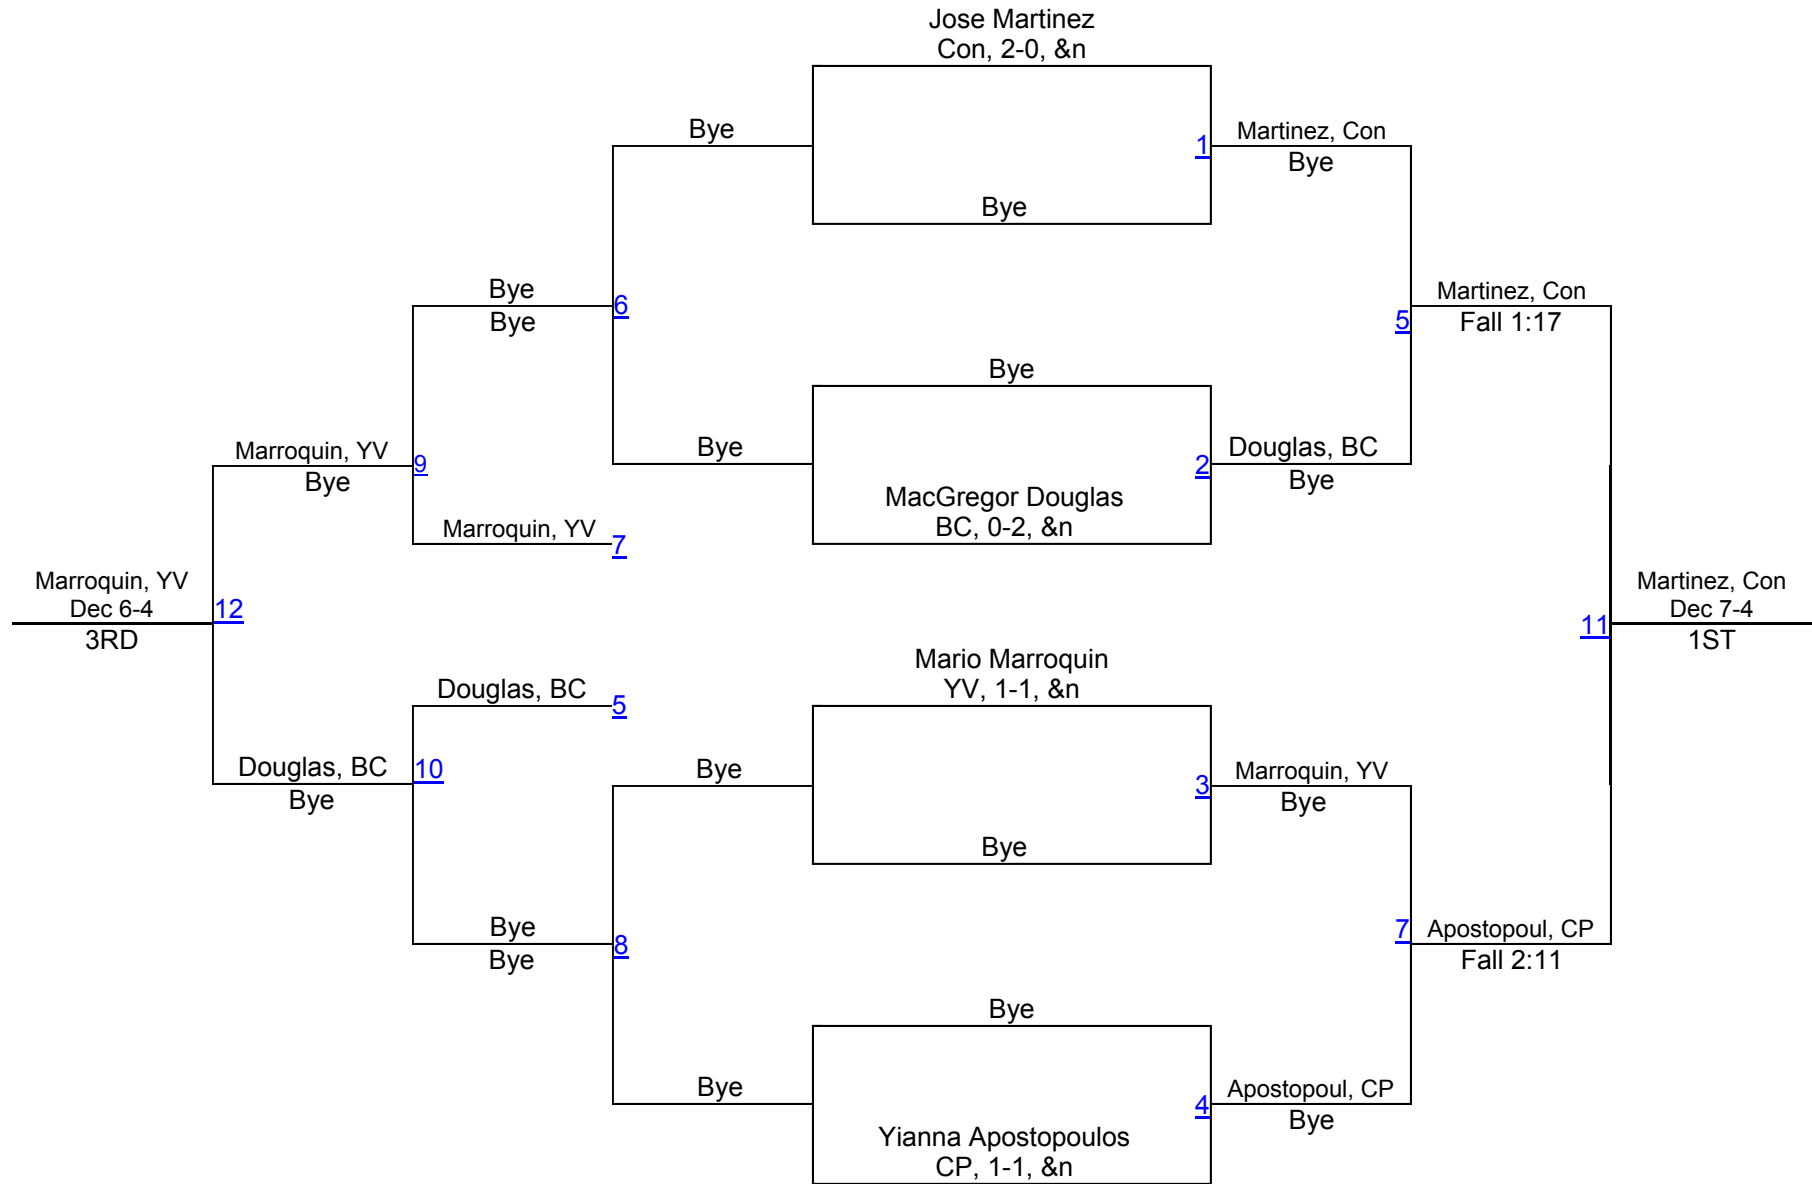 Jose Martinez
Con, 2-0, &n
Bye
1
Martinez, Con
Bye
Bye
Bye
Bye
6
5
Martinez, Con
Fall 1:17
Bye
Bye
2
Douglas, BC
Bye
MacGregor Douglas
BC, 0-2, &n
Marroquin, YV
Bye
9
Marroquin, YV
7
Marroquin, YV
Dec 6-4
3RD
12
11
Martinez, Con
Dec 7-4
1ST
Mario Marroquin
YV, 1-1, &n
Douglas, BC
5
Douglas, BC
Bye
10
Bye
3
Marroquin, YV
Bye
Bye
Bye
Bye
8
7
Apostopoul, CP
Fall 2:11
Bye
Bye
4
Apostopoul, CP
Bye
Yianna Apostopoulos
CP, 1-1, &n